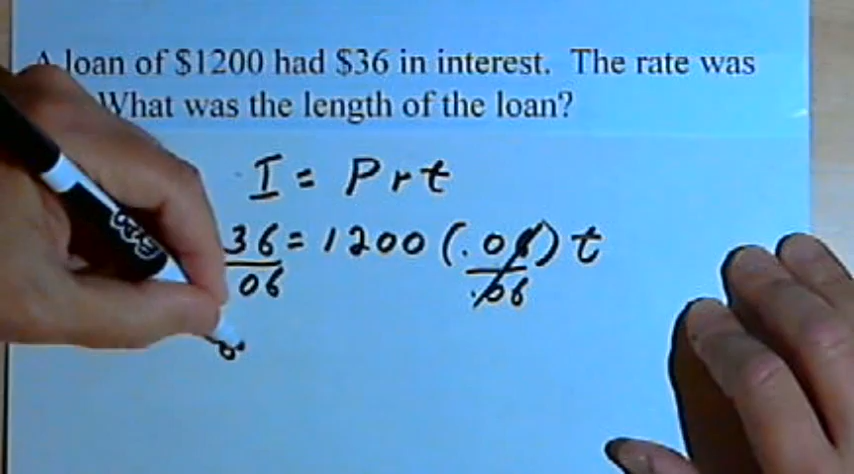 A loan of $1200 had $36 in interest. The rate was
What was the length of the loan?
I = Prt
36 = 1200 (.06) t
06 .06